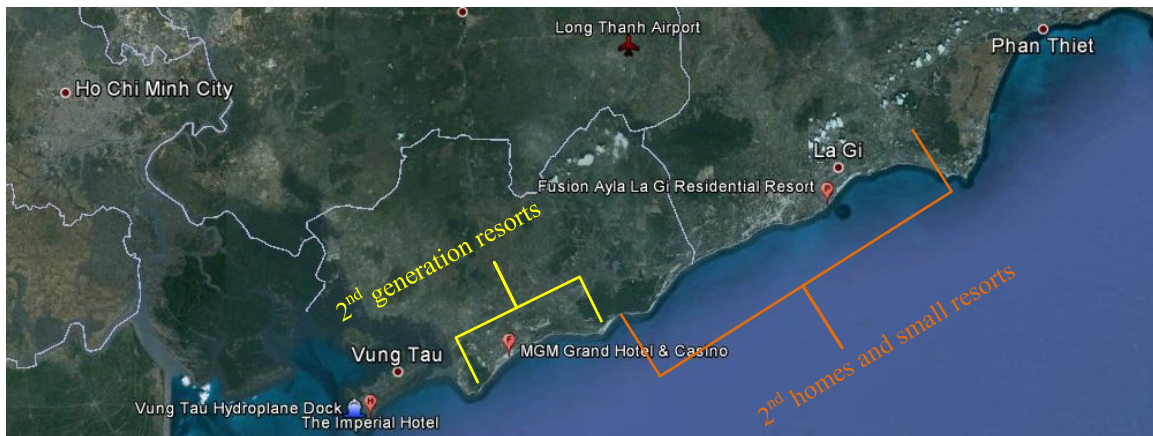 Long Thanh Airport
Phan Thiet
Ho Chi Minh City
La Gi
Fusion Ayla La Gi Residential Resort
P
2nd generation resorts
F
MGM Grand Hotel & Casino
Vung Tau
2nd homes and small resorts
Vung Tau Hydroplane Dock
H
The Imperial Hotel